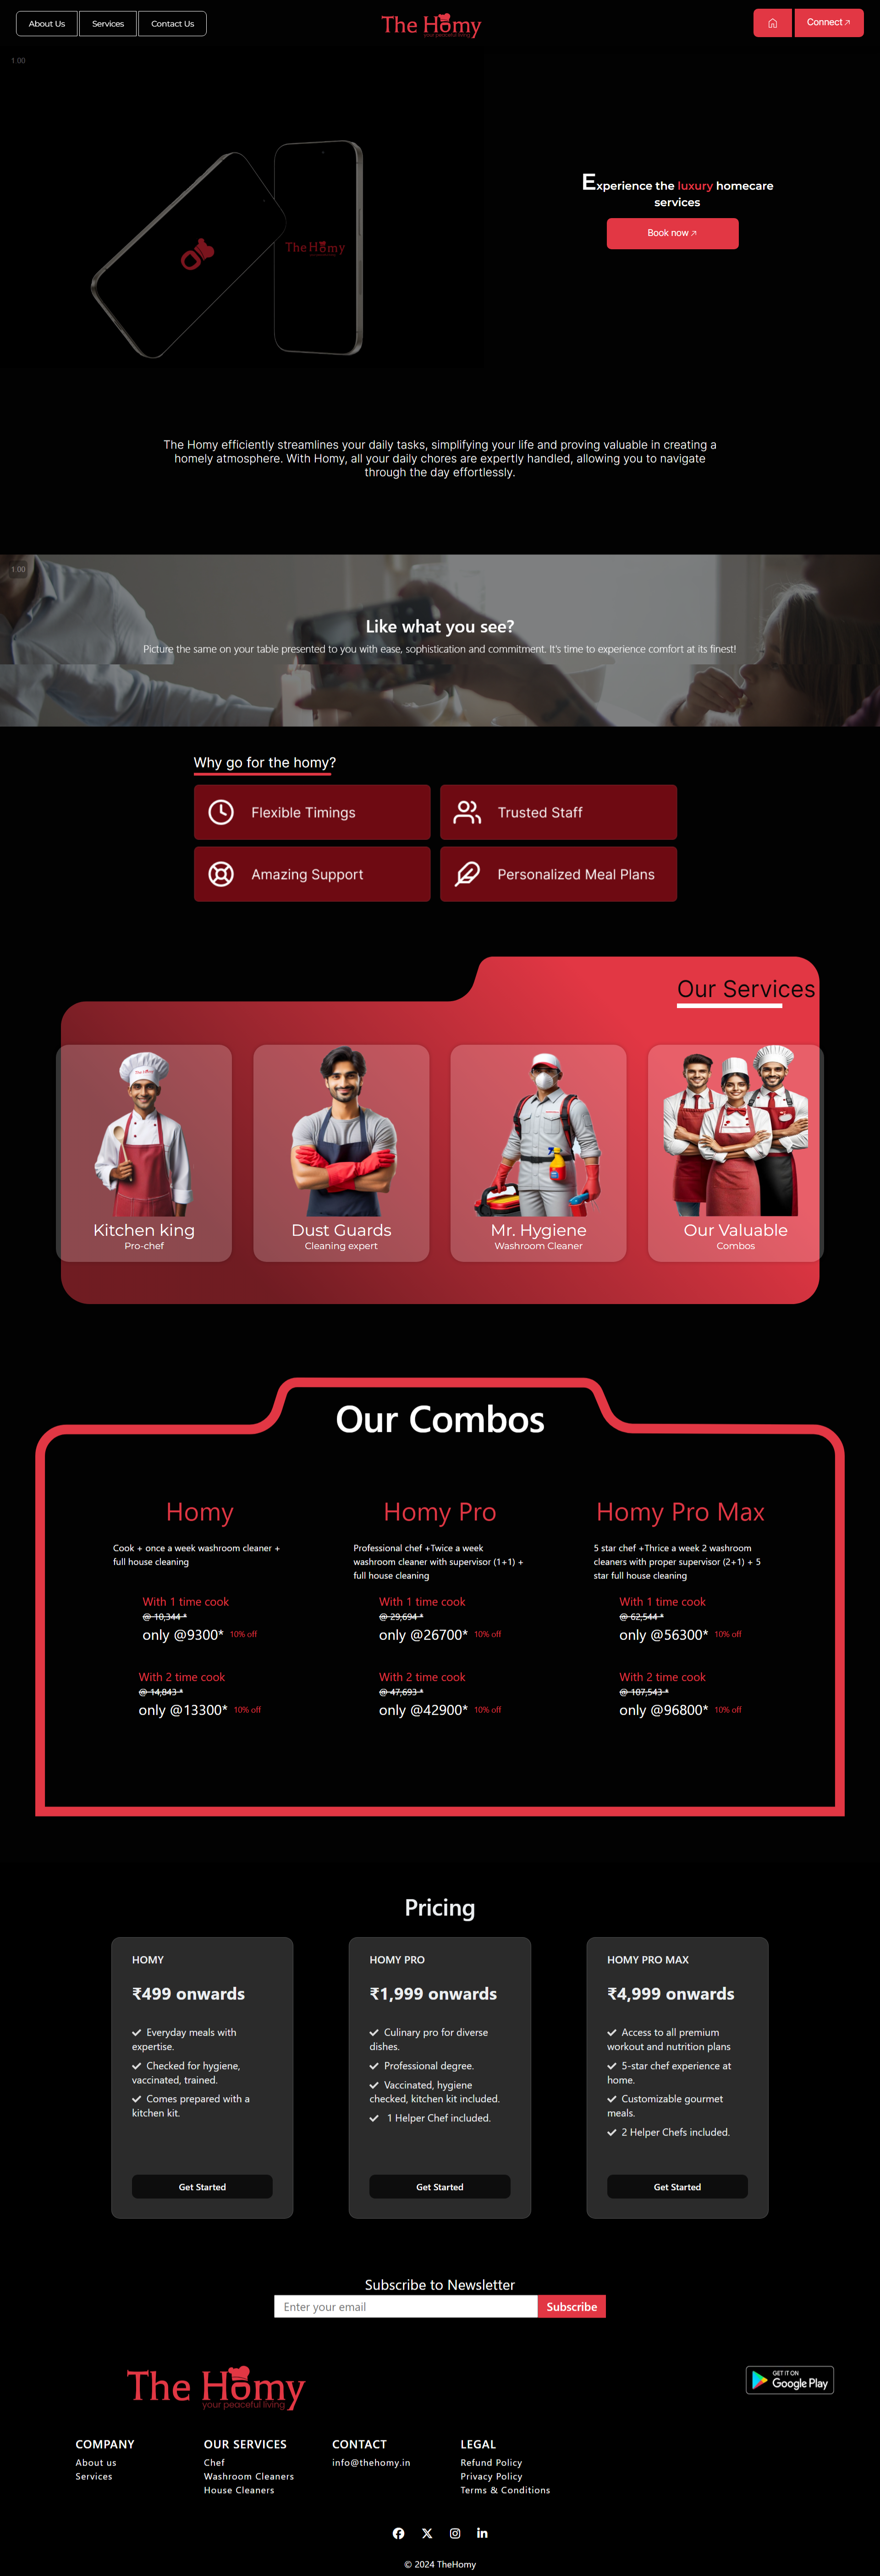 About Us
Services
Contact Us
The Homy
your peaceful living
Connect
1.00
The Homy
Experience the luxury homecare
services
Book now
The Homy efficiently streamlines your daily tasks, simplifying your life and proving valuable in creating a
homely atmosphere. With Homy, all your daily chores are expertly handled, allowing you to navigate
through the day effortlessly.
1.00
Like what you see?
Picture the same on your table presented to you with ease, sophistication and commitment. It's time to experience comfort at its finest!
Why go for the homy?
Flexible Timings
Trusted Staff
Amazing Support
Personalized Meal Plans
Our Services
The Homy
Kitchen king
Pro-chef
Dust Guards
Cleaning expert
Mr. Hygiene
Washroom Cleaner
Our Valuable
Combos
Our Combos
Homy
Cook + once a week washroom cleaner +
full house cleaning
With 1 time cook
@ 10,344 *
only @9300* 10% off
With 2 time cook
@ 14,843 *
only @13300* 10% off
Homy Pro
Professional chef +Twice a week
washroom cleaner with supervisor (1+1) +
full house cleaning
With 1 time cook
@ 29,694 *
only @26700* 10% off
With 2 time cook
@ 47,693 *
only @42900* 10% off
Homy Pro Max
5 star chef +Thrice a week 2 washroom
cleaners with proper supervisor (2+1) + 5
star full house cleaning
With 1 time cook
@ 62,544 *
only @56300* 10% off
With 2 time cook
@ 107,543 *
only @96800* 10% off
Pricing
HOMY
₹499 onwards
Everyday meals with
expertise.
Checked for hygiene,
vaccinated, trained.
Comes prepared with a
kitchen kit.
Get Started
HOMY PRO
₹1,999 onwards
Culinary pro for diverse
dishes.
Professional degree.
Vaccinated, hygiene
checked, kitchen kit included.
1 Helper Chef included.
Get Started
HOMY PRO MAX
₹4,999 onwards
Access to all premium
workout and nutrition plans
5-star chef experience at
home.
Customizable gourmet
meals.
2 Helper Chefs included.
Get Started
Subscribe to Newsletter
Enter your email
Subscribe
The Homy
your peaceful living
GET IT ON
Google Play
COMPANY
About us
Services
OUR SERVICES
Chef
Washroom Cleaners
House Cleaners
CONTACT
info@thehomy.in
LEGAL
Refund Policy
Privacy Policy
Terms & Conditions
© 2024 TheHomy